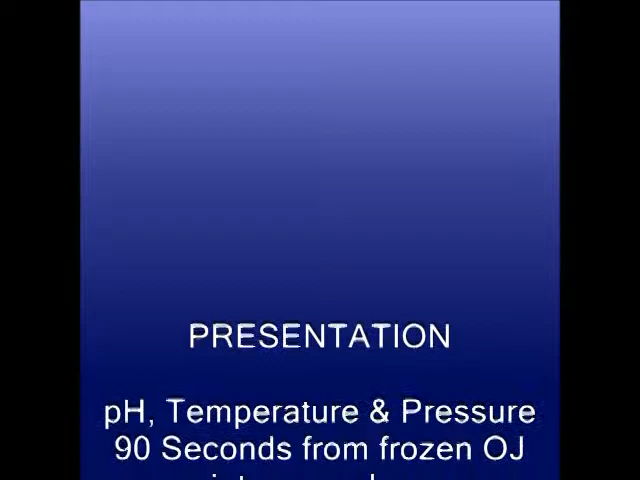 PRESENTATION
pH, Temperature & Pressure
90 Seconds from frozen OJ